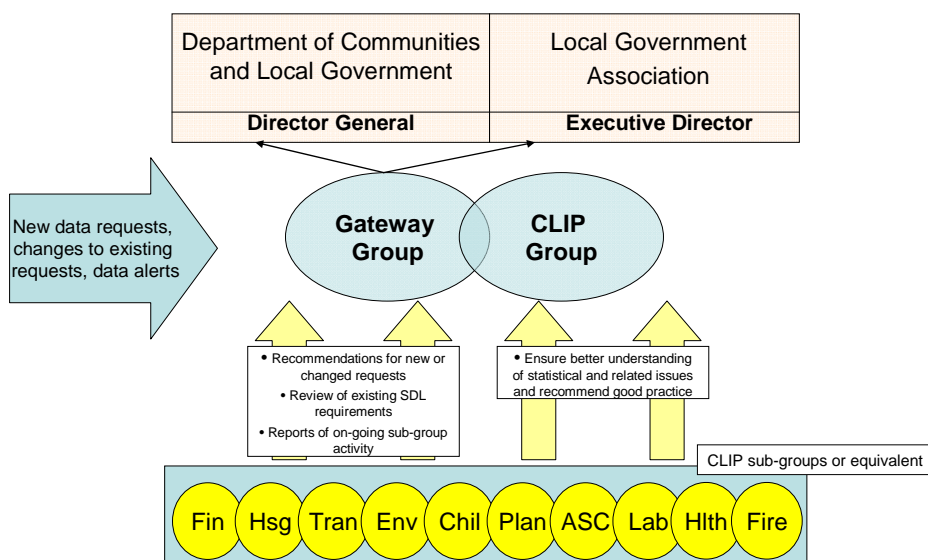 Department of Communities
and Local Government
Local Government
Association
Director General
Executive Director
New data requests,
changes to existing
requests, data alerts
Gateway
Group
CLIP
Group
• Recommendations for new or
changed requests
• Review of existing SDL
requirements
• Reports of on-going sub-group
activity
• Ensure better understanding
of statistical and related issues
and recommend good practice
CLIP sub-groups or equivalent
Fin Hsg Tran Env Chil Plan ASC Lab Hlth Fire